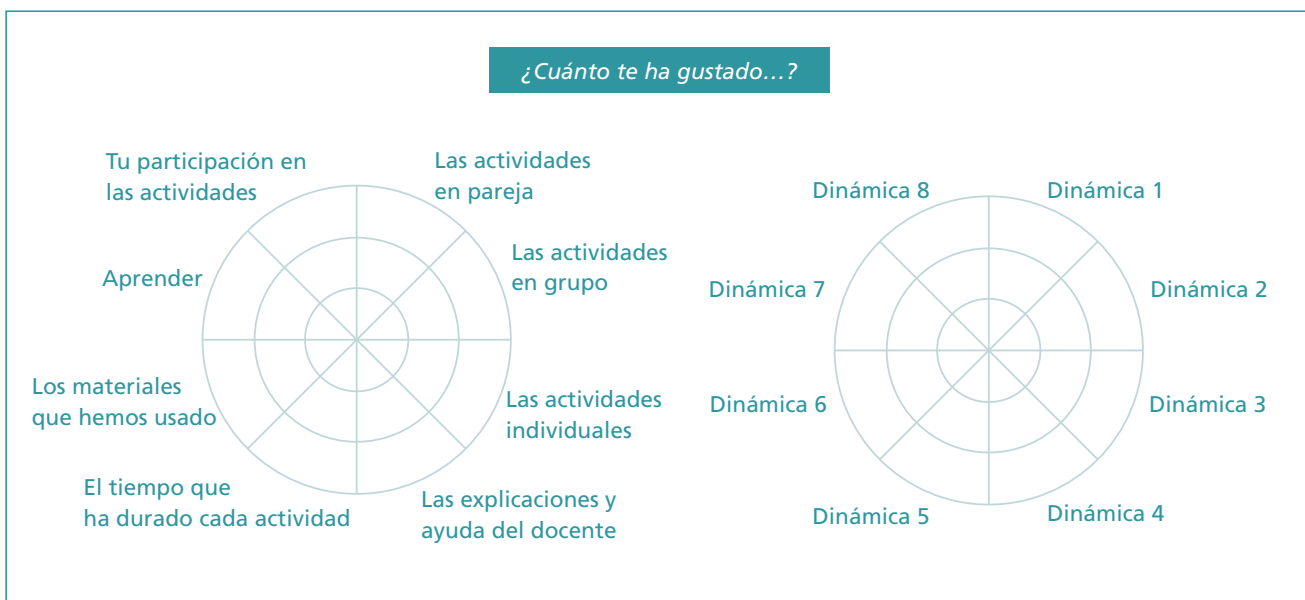 ¿Cuánto te ha gustado...?
Tu participación en
las actividades
Las actividades
en pareja
Las actividades
en grupo
Aprender
Los materiales
que hemos usado
Las actividades
individuales
El tiempo que
ha durado cada actividad
Las explicaciones y
ayuda del docente
Dinámica 8
Dinámica 1
Dinámica 7
Dinámica 2
Dinámica 6
Dinámica 3
Dinámica 5
Dinámica 4